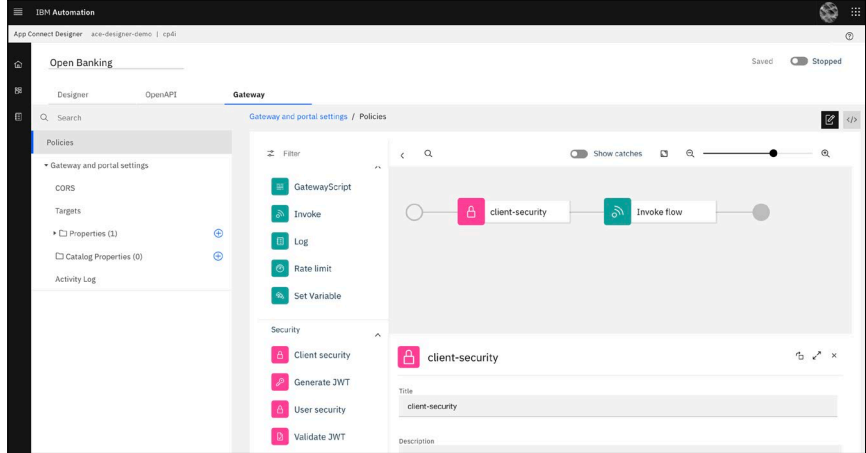 IBM Automation
App Connect Designer ace-designer-demo | cp4i
Open Banking
Saved Stopped
Designer OpenAPI Gateway
Search
Gateway and portal settings / Policies
</>
Policies
Gateway and portal settings
CORS
Targets
Properties (1)
Catalog Properties (0)
Activity Log
Filter
GatewayScript
Invoke
Log
Rate limit
Set Variable
Security
Client security
Generate JWT
User security
Validate JWT
Show catches
client-security Invoke flow
client-security
Title
client-security
Description